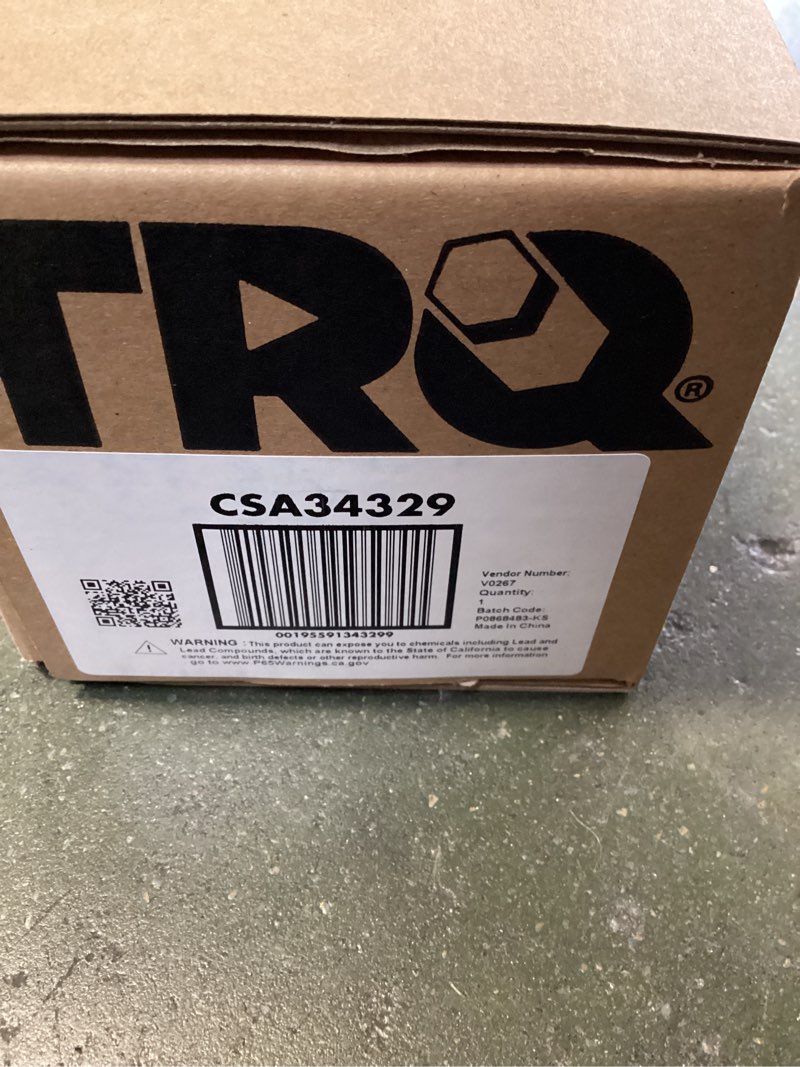 TRQ®
CSA34329
Vendor Number:
V0267
Quantity:
1
Batch Code:
P0868483-KS
Made in China
00195591343299
WARNING : This product can expose you to chemicals including Lead and
Lead Compounds, which are known to the State of California to cause
cancer, and birth defects or other reproductive harm. For more information
go to www.P65Warnings.ca.gov